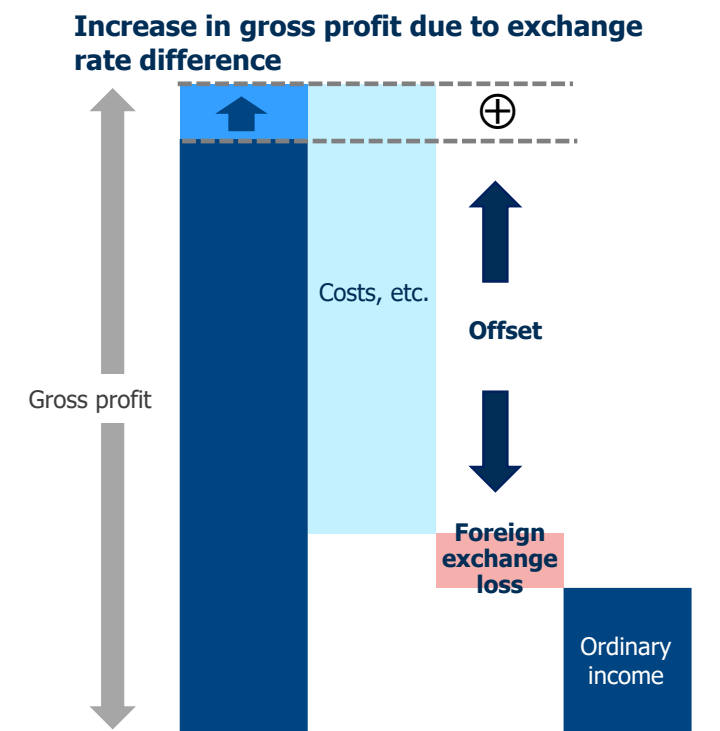 Increase in gross profit due to exchange
rate difference
Costs, etc.
Offset
Gross profit
Foreign
exchange
loss
Ordinary
income